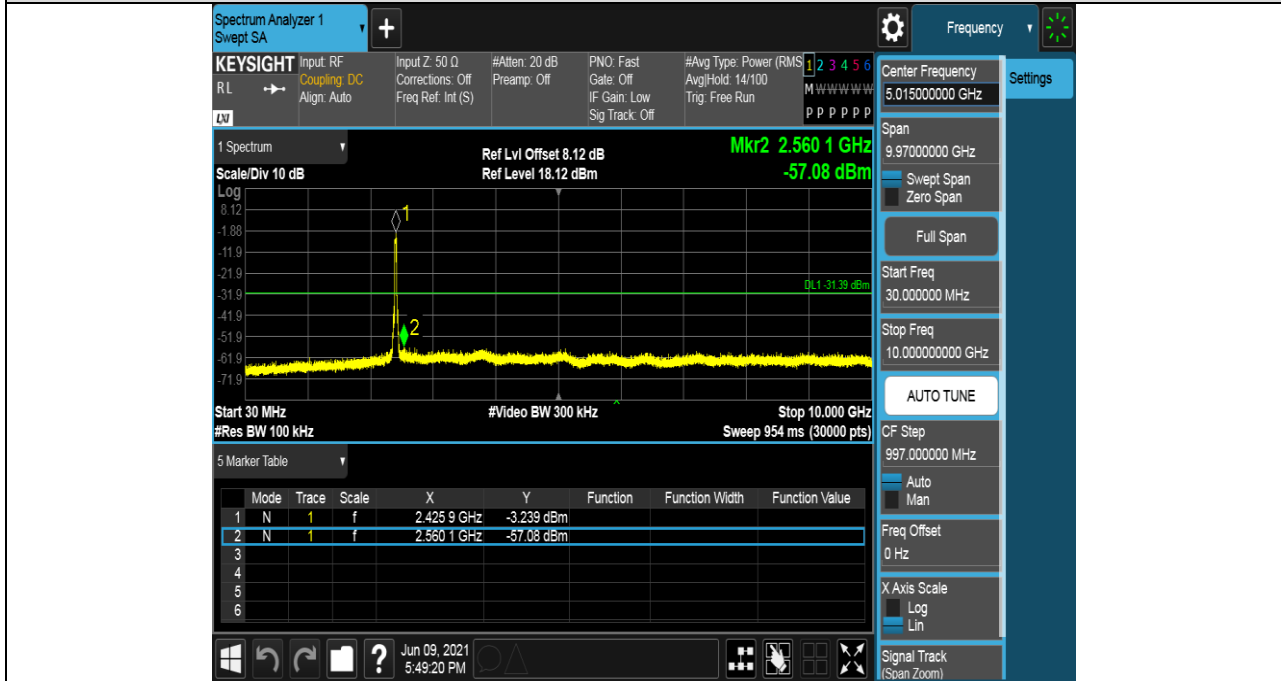 Spectrum Analyzer 1
Swept SA
Frequency
KEYSIGHT
RL
LXI
Input: RF
Coupling: DC
Align: Auto
Input Z: 50 Ω
Corrections: Off
Freq Ref: Int (S)
#Atten: 20 dB
Preamp: Off
PNO: Fast
Gate: Off
IF Gain: Low
Sig Track: Off
#Avg Type: Power (RMS
Avg|Hold: 14/100
Trig: Free Run
1 2 3 4 5 6
M W W W W W
P P P P P P
1 Spectrum
Scale/Div 10 dB
Ref Lvl Offset 8.12 dB
Ref Level 18.12 dBm
Mkr2 2.560 1 GHz
-57.08 dBm
Log
8.12
-1.88
-11.9
-21.9
-31.9
-41.9
-51.9
-61.9
-71.9
1
2
DL1 -31.39 dBm
Start 30 MHz
#Video BW 300 kHz
Stop 10.000 GHz
#Res BW 100 kHz
Sweep 954 ms (30000 pts)
5 Marker Table
Mode Trace Scale X Y Function Function Width Function Value
1 N 1 f 2.425 9 GHz -3.239 dBm
2 N 1 f 2.560 1 GHz -57.08 dBm
3
4
5
6
?
Jun 09, 2021
5:49:20 PM
Center Frequency
5.015000000 GHz
Span
9.97000000 GHz
Swept Span
Zero Span
Full Span
Start Freq
30.000000 MHz
Stop Freq
10.000000000 GHz
AUTO TUNE
CF Step
997.000000 MHz
Auto
Man
Freq Offset
0 Hz
X Axis Scale
Log
Lin
Signal Track
(Span Zoom)
Settings